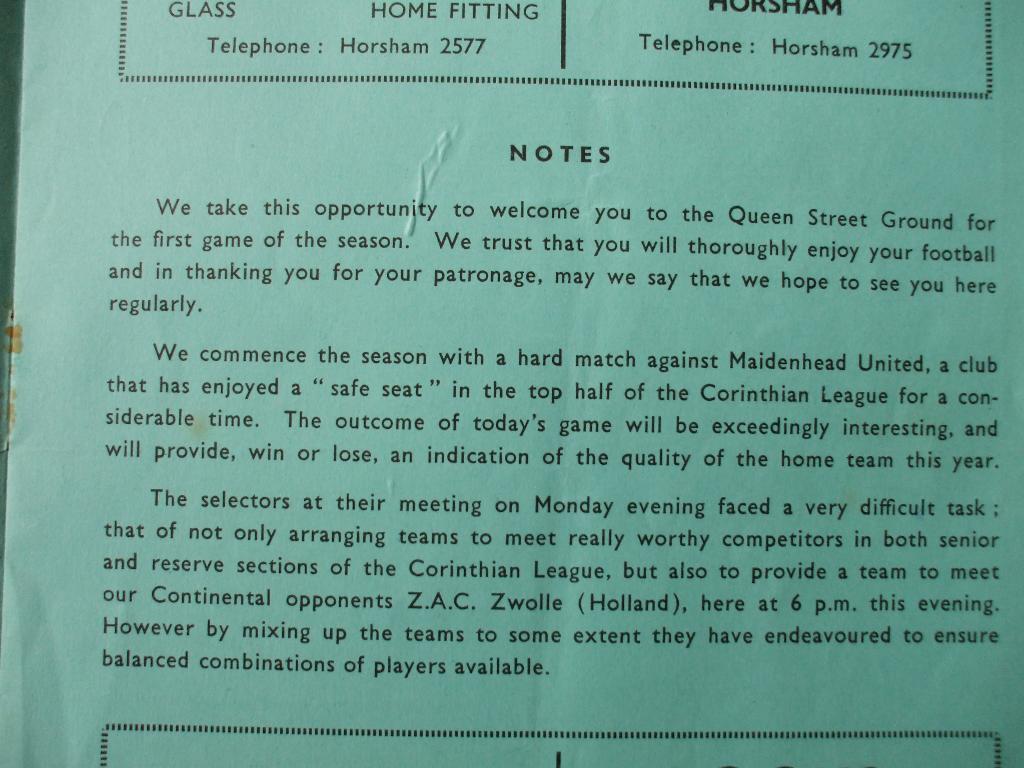 GLASS HOME FITTING
Telephone : Horsham 2577
HORSHAM
Telephone : Horsham 2975
NOTES
We take this opportunity to welcome you to the Queen Street Ground for
the first game of the season. We trust that you will thoroughly enjoy your football
and in thanking you for your patronage, may we say that we hope to see you here
regularly.
We commence the season with a hard match against Maidenhead United, a club
that has enjoyed a “ safe seat ” in the top half of the Corinthian League for a con-
siderable time. The outcome of today's game will be exceedingly interesting, and
will provide, win or lose, an indication of the quality of the home team this year.
The selectors at their meeting on Monday evening faced a very difficult task ;
that of not only arranging teams to meet really worthy competitors in both senior
and reserve sections of the Corinthian League, but also to provide a team to meet
our Continental opponents Z.A.C. Zwolle (Holland), here at 6 p.m. this evening.
However by mixing up the teams to some extent they have endeavoured to ensure
balanced combinations of players available.